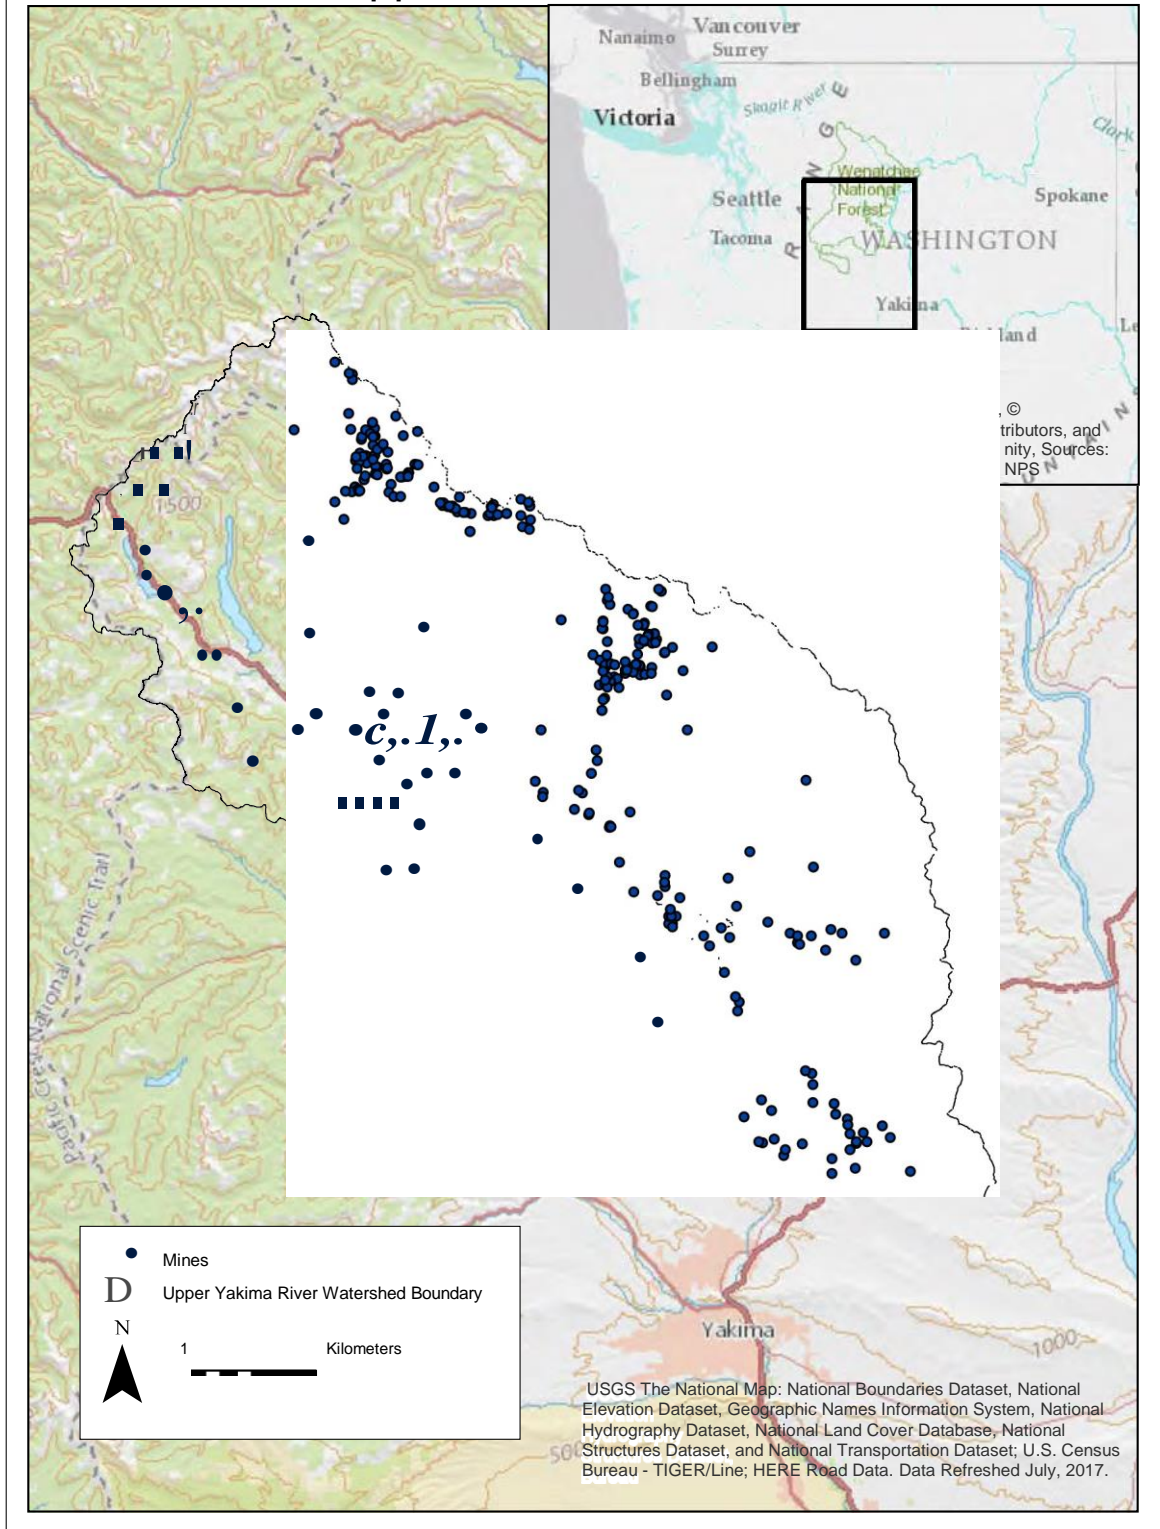 Vancouver
Nanaimo
Surrey
Bellingham
Skagit River
Victoria
Clark
R A N G E
Wenatchee
National
Forest
Seattle
Spokane
Tacoma
WASHINGTON
Yakima
land
Le
, ©
tributors, and
nity, Sources:
NPS
U N T A I N S
1500
c,.1,.
Pacific Crest National Scenic Trail
Mines
D
Upper Yakima River Watershed Boundary
N
1
Kilometers
Yakima
1000
500
USGS The National Map: National Boundaries Dataset, National
Elevation Dataset, Geographic Names Information System, National
Hydrography Dataset, National Land Cover Database, National
Structures Dataset, and National Transportation Dataset; U.S. Census
Bureau - TIGER/Line; HERE Road Data. Data Refreshed July, 2017.